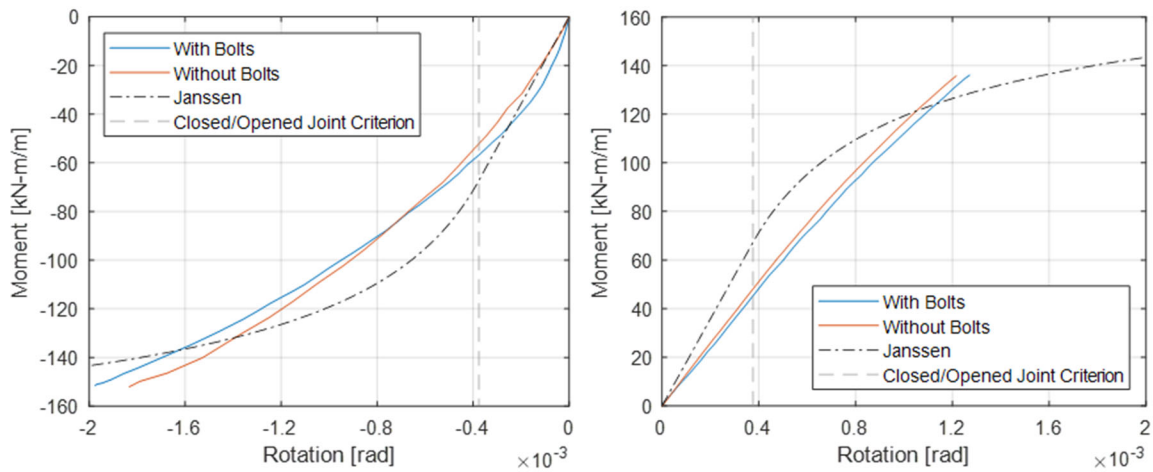 0
-20
-40
-60
-80
-100
-120
-140
-160
Moment [kN-m/m]
With Bolts
Without Bolts
Janssen
Closed/Opened Joint Criterion
-2
-1.6
-1.2
-0.8
-0.4
0
Rotation [rad]
×10-3
160
140
120
100
80
60
40
20
0
Moment [kN-m/m]
With Bolts
Without Bolts
Janssen
Closed/Opened Joint Criterion
0
0.4
0.8
1.2
1.6
2
Rotation [rad]
×10-3